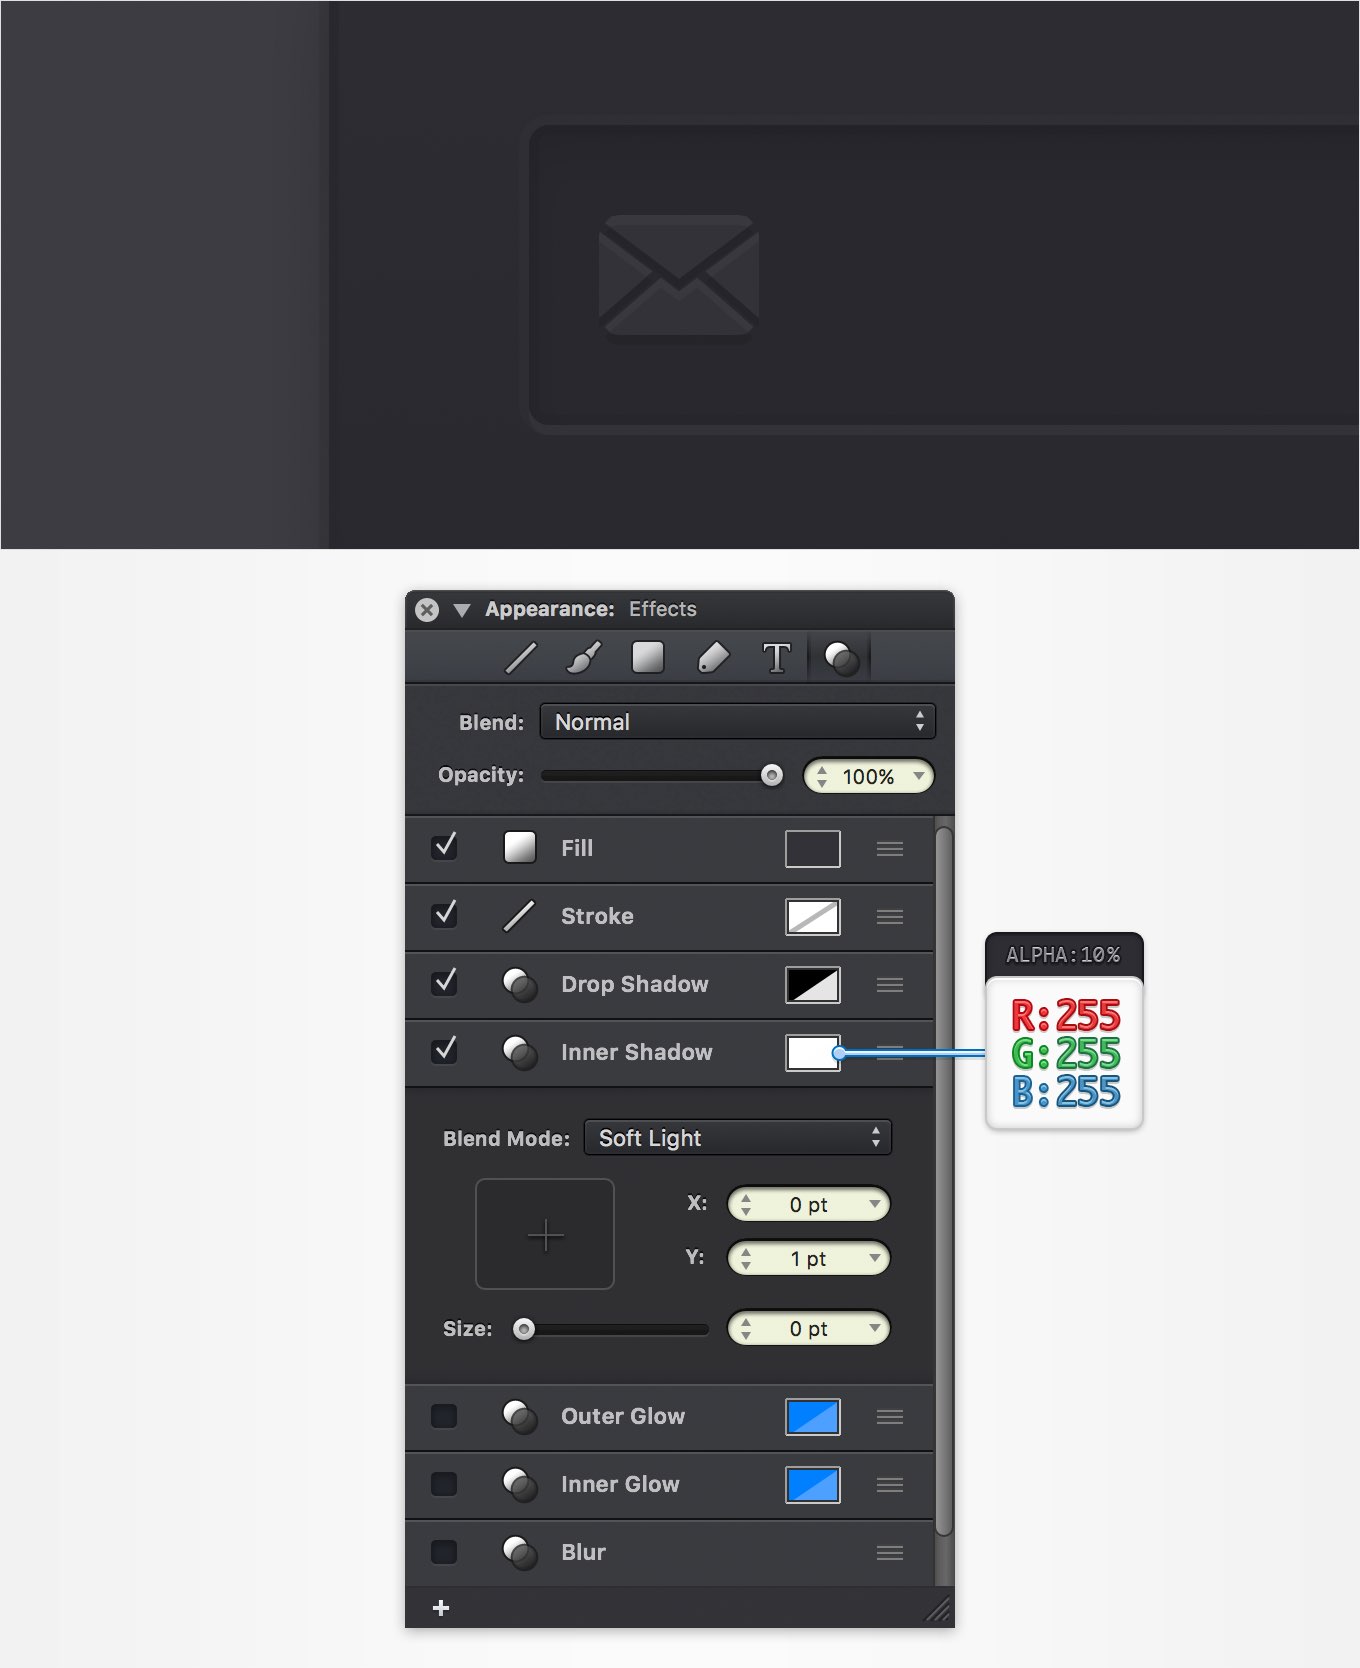 Appearance: Effects
T
Blend: Normal
Opacity: 100%
Fill
Stroke
Drop Shadow
Inner Shadow
ALPHA:10%
R:255
G:255
B:255
Blend Mode: Soft Light
X: 0 pt
Y: 1 pt
Size: 0 pt
Outer Glow
Inner Glow
Blur